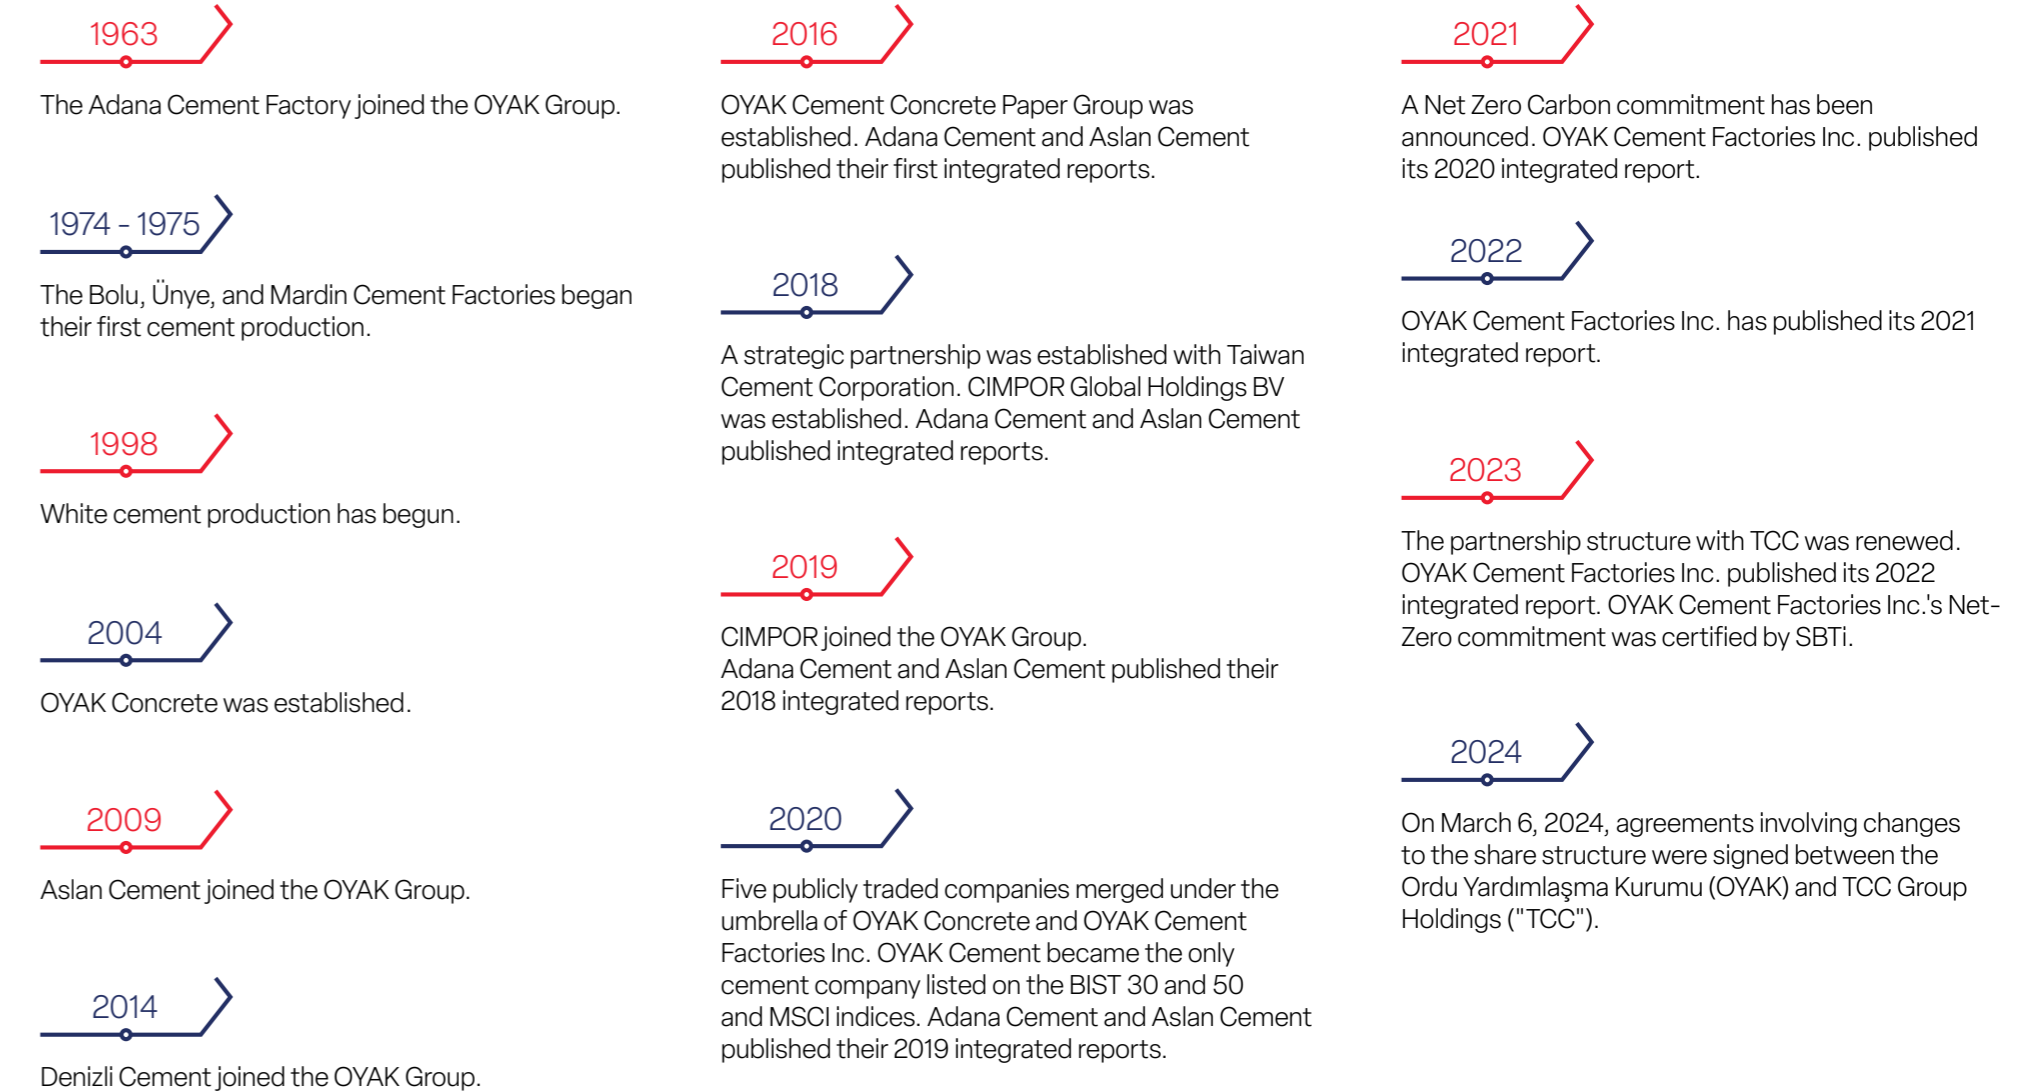 1963
The Adana Cement Factory joined the OYAK Group.
1974 - 1975
The Bolu, Ünye, and Mardin Cement Factories began
their first cement production.
1998
White cement production has begun.
2004
OYAK Concrete was established.
2009
Aslan Cement joined the OYAK Group.
2014
Denizli Cement joined the OYAK Group.
2016
OYAK Cement Concrete Paper Group was
established. Adana Cement and Aslan Cement
published their first integrated reports.
2018
A strategic partnership was established with Taiwan
Cement Corporation. CIMPOR Global Holdings BV
was established. Adana Cement and Aslan Cement
published integrated reports.
2019
CIMPOR joined the OYAK Group.
Adana Cement and Aslan Cement published their
2018 integrated reports.
2020
Five publicly traded companies merged under the
umbrella of OYAK Concrete and OYAK Cement
Factories Inc. OYAK Cement became the only
cement company listed on the BIST 30 and 50
and MSCI indices. Adana Cement and Aslan Cement
published their 2019 integrated reports.
2021
A Net Zero Carbon commitment has been
announced. OYAK Cement Factories Inc. published
its 2020 integrated report.
2022
OYAK Cement Factories Inc. has published its 2021
integrated report.
2023
The partnership structure with TCC was renewed.
OYAK Cement Factories Inc. published its 2022
integrated report. OYAK Cement Factories Inc.'s Net-
Zero commitment was certified by SBTi.
2024
On March 6, 2024, agreements involving changes
to the share structure were signed between the
Ordu Yardımlaşma Kurumu (OYAK) and TCC Group
Holdings ("TCC").